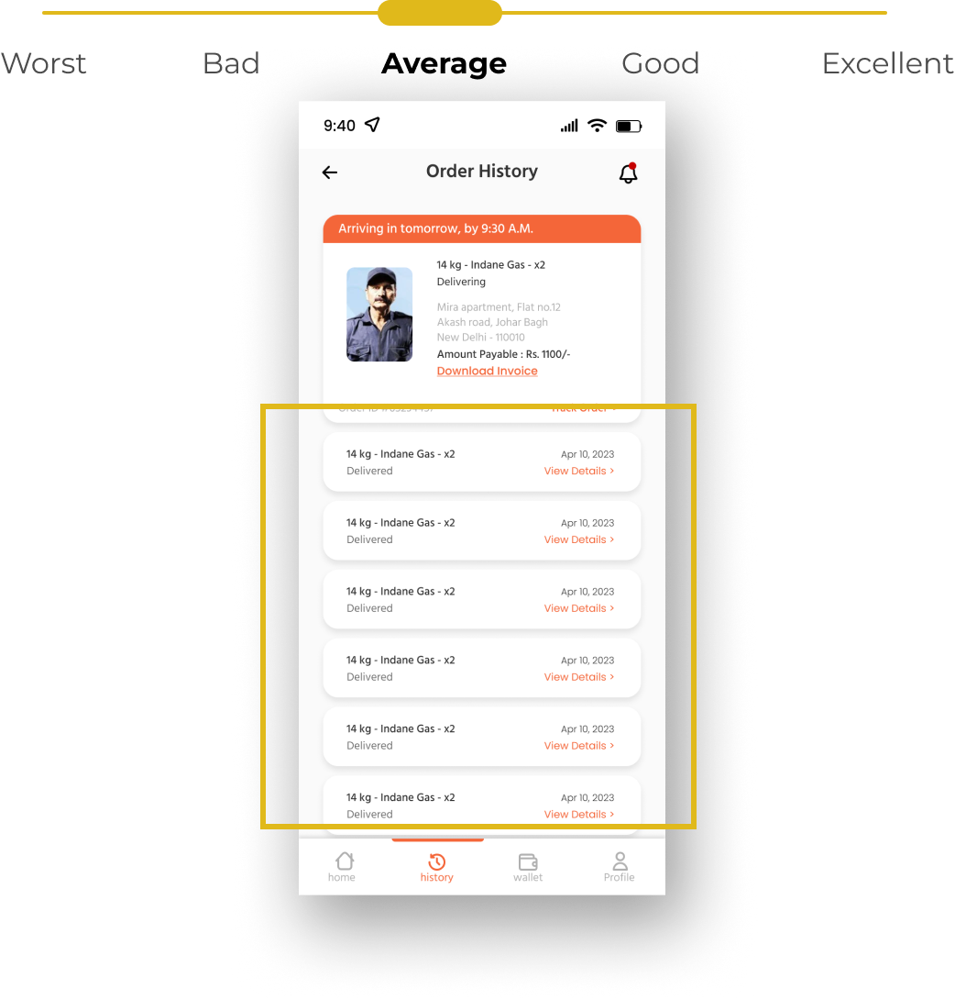 Worst Bad Average Good Excellent
9:40
Order History
Arriving in tomorrow, by 9:30 A.M.
14 kg - Indane Gas - x2
Delivering
Mira apartment, Flat no.12
Akash road, Johar Bagh
New Delhi - 110010
Amount Payable : Rs. 1100/-
Download Invoice
Track Order >
14 kg - Indane Gas - x2 Apr 10, 2023
Delivered View Details >
14 kg - Indane Gas - x2 Apr 10, 2023
Delivered View Details >
14 kg - Indane Gas - x2 Apr 10, 2023
Delivered View Details >
14 kg - Indane Gas - x2 Apr 10, 2023
Delivered View Details >
14 kg - Indane Gas - x2 Apr 10, 2023
Delivered View Details >
14 kg - Indane Gas - x2 Apr 10, 2023
Delivered View Details >
home history wallet Profile